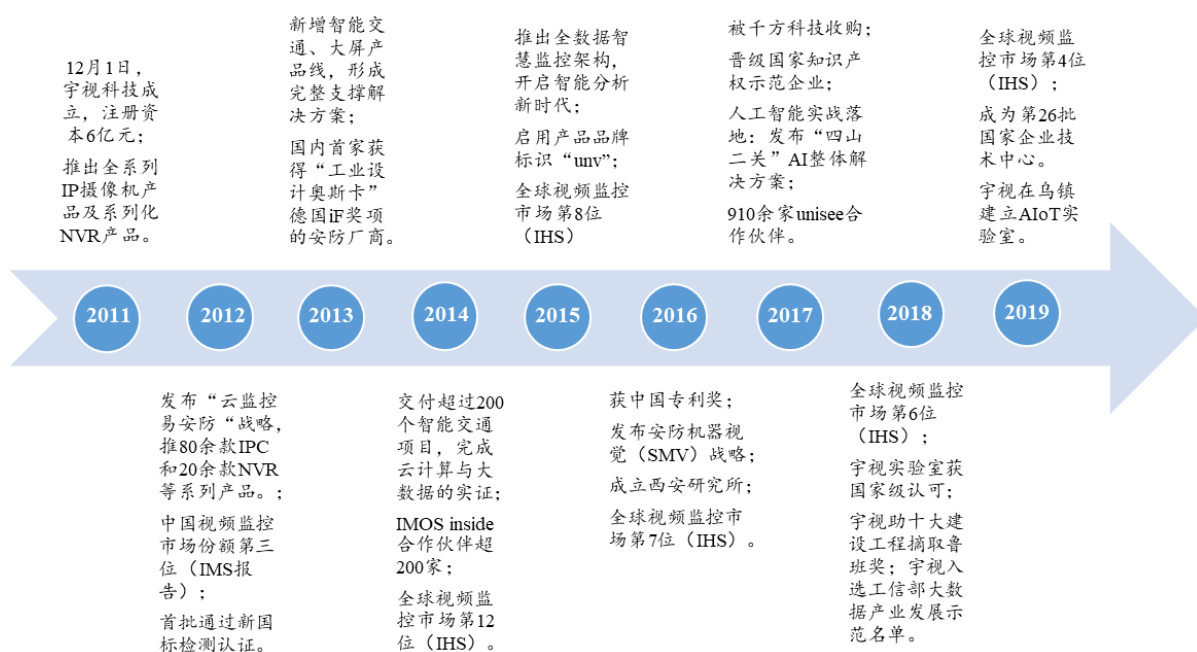 12月1日，
宇视科技成
立，注册资
本6亿元；
推出全系列
IP摄像机产
品及系列化
NVR产品。
新增智能交
通、大屏产
品线，形成
完整支撑解
决方案；
国内首家获
得“工业设
计奥斯卡”
德国iF奖项
的安防厂商。
推出全数据智
慧监控架构，
开启智能分析
新时代；
启用产品品牌
标识“unv”；
全球视频监控
市场第8位
（IHS）
被千方科技收购；
晋级国家知识产
权示范企业；
人工智能实战落
地：发布“四山
二关”AI整体解
决方案；
910余家unisee合
作伙伴。
全球视频监
控市场第4位
（IHS）；
成为第26批
国家企业技
术中心。
宇视在乌镇
建立AIoT实
验室。
2011
2012
2013
2014
2015
2016
2017
2018
2019
发布“云监控
易安防“战略，
推80余款IPC
和20余款NVR
等系列产品。；
中国视频监控
市场份额第三
位（IMS报
告）；
首批通过新国
标检测认证。
交付超过200
个智能交通
项目，完成
云计算与大
数据的实证；
IMOS inside
合作伙伴超
200家；
全球视频监
控市场第12
位（IHS）。
获中国专利奖；
发布安防机器视
觉（SMV）战略；
成立西安研究所；
全球视频监控市
场第7位（IHS）。
全球视频监控
市场第6位
（IHS）；
宇视实验室获
国家级认可；
宇视助十大建
设工程摘取鲁
班奖；宇视入
选工信部大数
据产业发展示
范名单。